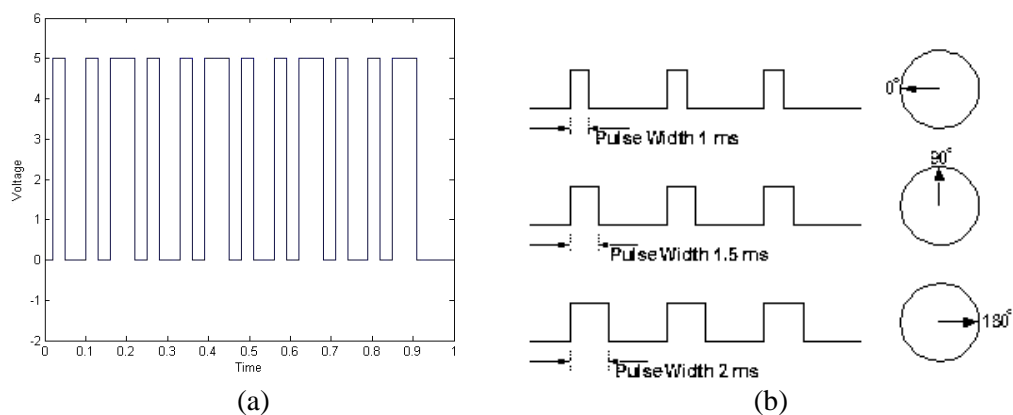 6
5
4
3
2
1
0
-1
-2
Voltage
0 0.1 0.2 0.3 0.4 0.5 0.6 0.7 0.8 0.9 1
Time
(a)
0°
Pulse Width 1 ms
90°
Pulse Width 1.5 ms
180°
Pulse Width 2 ms
(b)